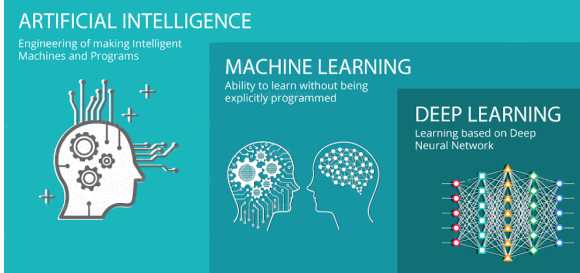 ARTIFICIAL INTELLIGENCE
Engineering of making Intelligent
Machines and Programs
MACHINE LEARNING
Ability to learn without being
explicitly programmed
DEEP LEARNING
Learning based on Deep
Neural Network